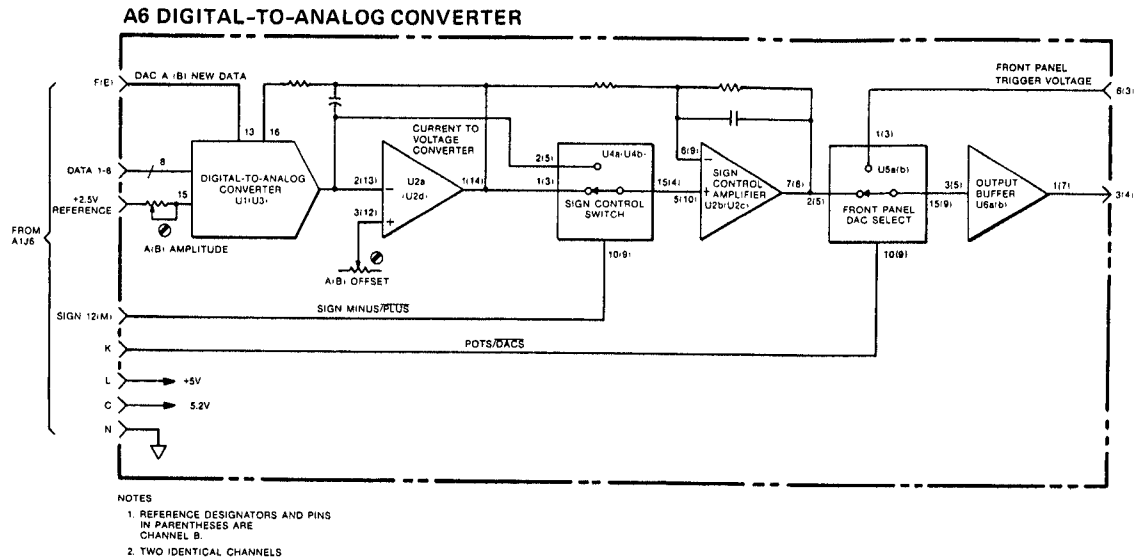 A6 DIGITAL-TO-ANALOG CONVERTER
F(E) DAC A (B) NEW DATA
FRONT PANEL
TRIGGER VOLTAGE
6(3)
13 16
1(3)
CURRENT TO
VOLTAGE
CONVERTER
2(5)
U4a(U4b)
6(9)
DATA 1-8
8
DIGITAL-TO-ANALOG
CONVERTER
U1(U3)
2(13)
U2a
(U2d)
1(14)
1(3)
15(4)
5(10)
SIGN
CONTROL
AMPLIFIER
U2b(U2c)
7(8)
2(5)
U5a(b)
3(5)
OUTPUT
BUFFER
U6a(b)
1(7)
3(4)
+2.5V
REFERENCE
15
3(12)
SIGN CONTROL
SWITCH
FRONT PANEL
DAC SELECT
15(9)
FROM
A1J6
A(B) AMPLITUDE
10(9)
10(9)
A(B) OFFSET
SIGN 12(M)
SIGN MINUS/PLUS
K
POTS/DACS
L +5V
C 5.2V
N
NOTES
1. REFERENCE DESIGNATORS AND PINS
IN PARENTHESES ARE
CHANNEL B.
2. TWO IDENTICAL CHANNELS